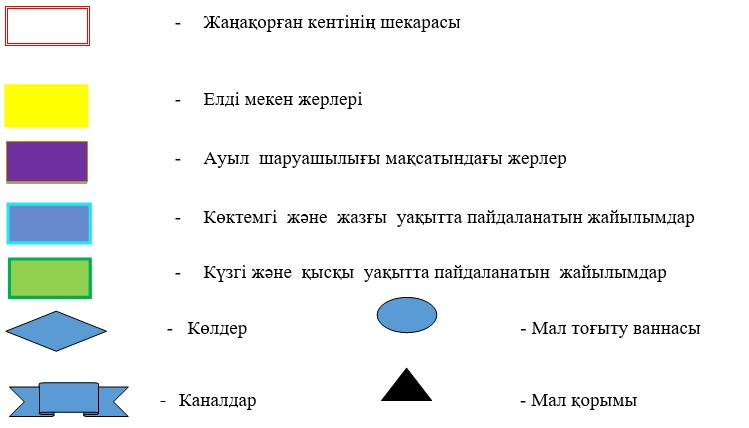 - Жаңақорған кентінің шекарасы
- Елді мекен жерлері
- Ауыл шаруашылығы мақсатындағы жерлер
- Көктемгі және жазғы уақытта пайдаланатын жайылымдар
- Күзгі және қысқы уақытта пайдаланатын жайылымдар
- Көлдер
- Мал тоғыту ваннасы
- Каналдар
- Мал қорымы